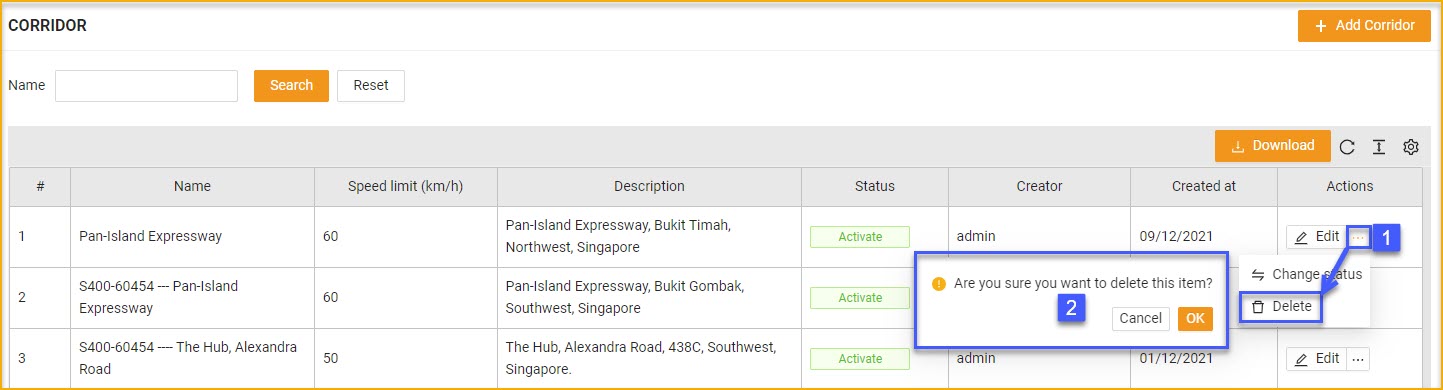 CORRIDOR
+ Add Corridor
Name
Search
Reset
Download
# Name Speed limit (km/h) Description Status Creator Created at Actions
1 Pan-Island Expressway 60 Pan-Island Expressway, Bukit Timah, Activate admin 09/12/2021 Edit ... 1
Northwest, Singapore
Change status
Are you sure you want to delete this item?
2 S400-60454 --- Pan-Island 60 Pan-Island Expressway, Bukit Gombak, Activate
Expressway Southwest, Singapore
Delete
2
Cancel OK
3 S400-60454 ---- The Hub, Alexandra 50 The Hub, Alexandra Road, 438C, Southwest, Activate admin 01/12/2021 Edit ...
Road Singapore.